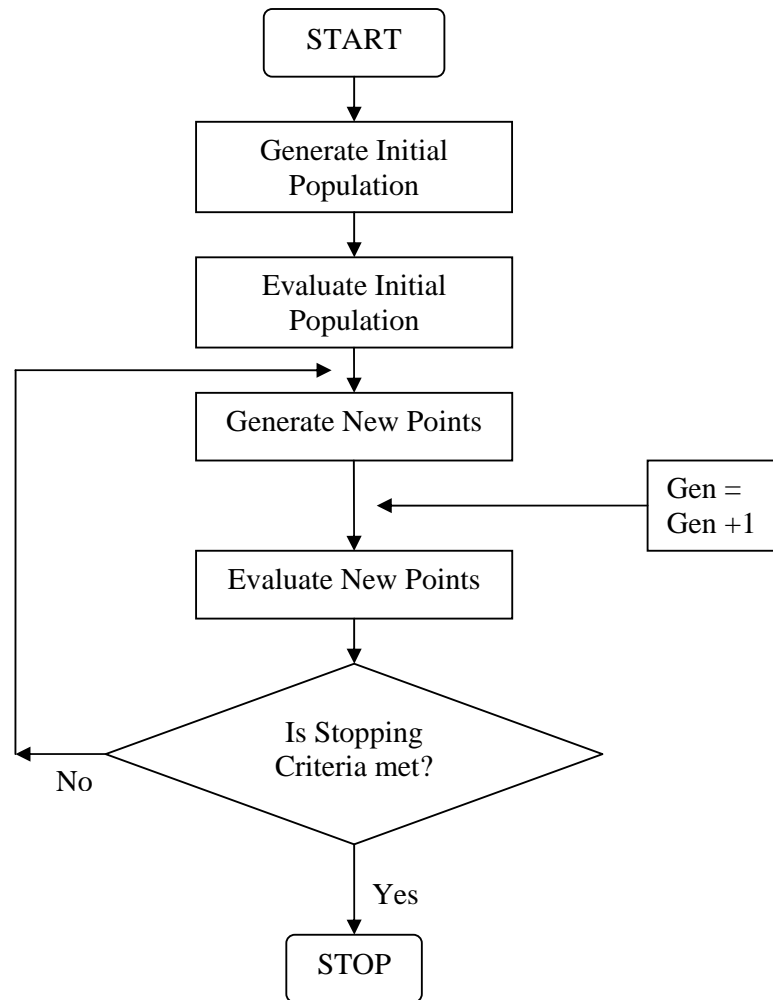 START
Generate Initial
Population
Evaluate Initial
Population
Generate New Points
Gen =
Gen +1
Evaluate New Points
Is Stopping
Criteria met?
No
Yes
STOP